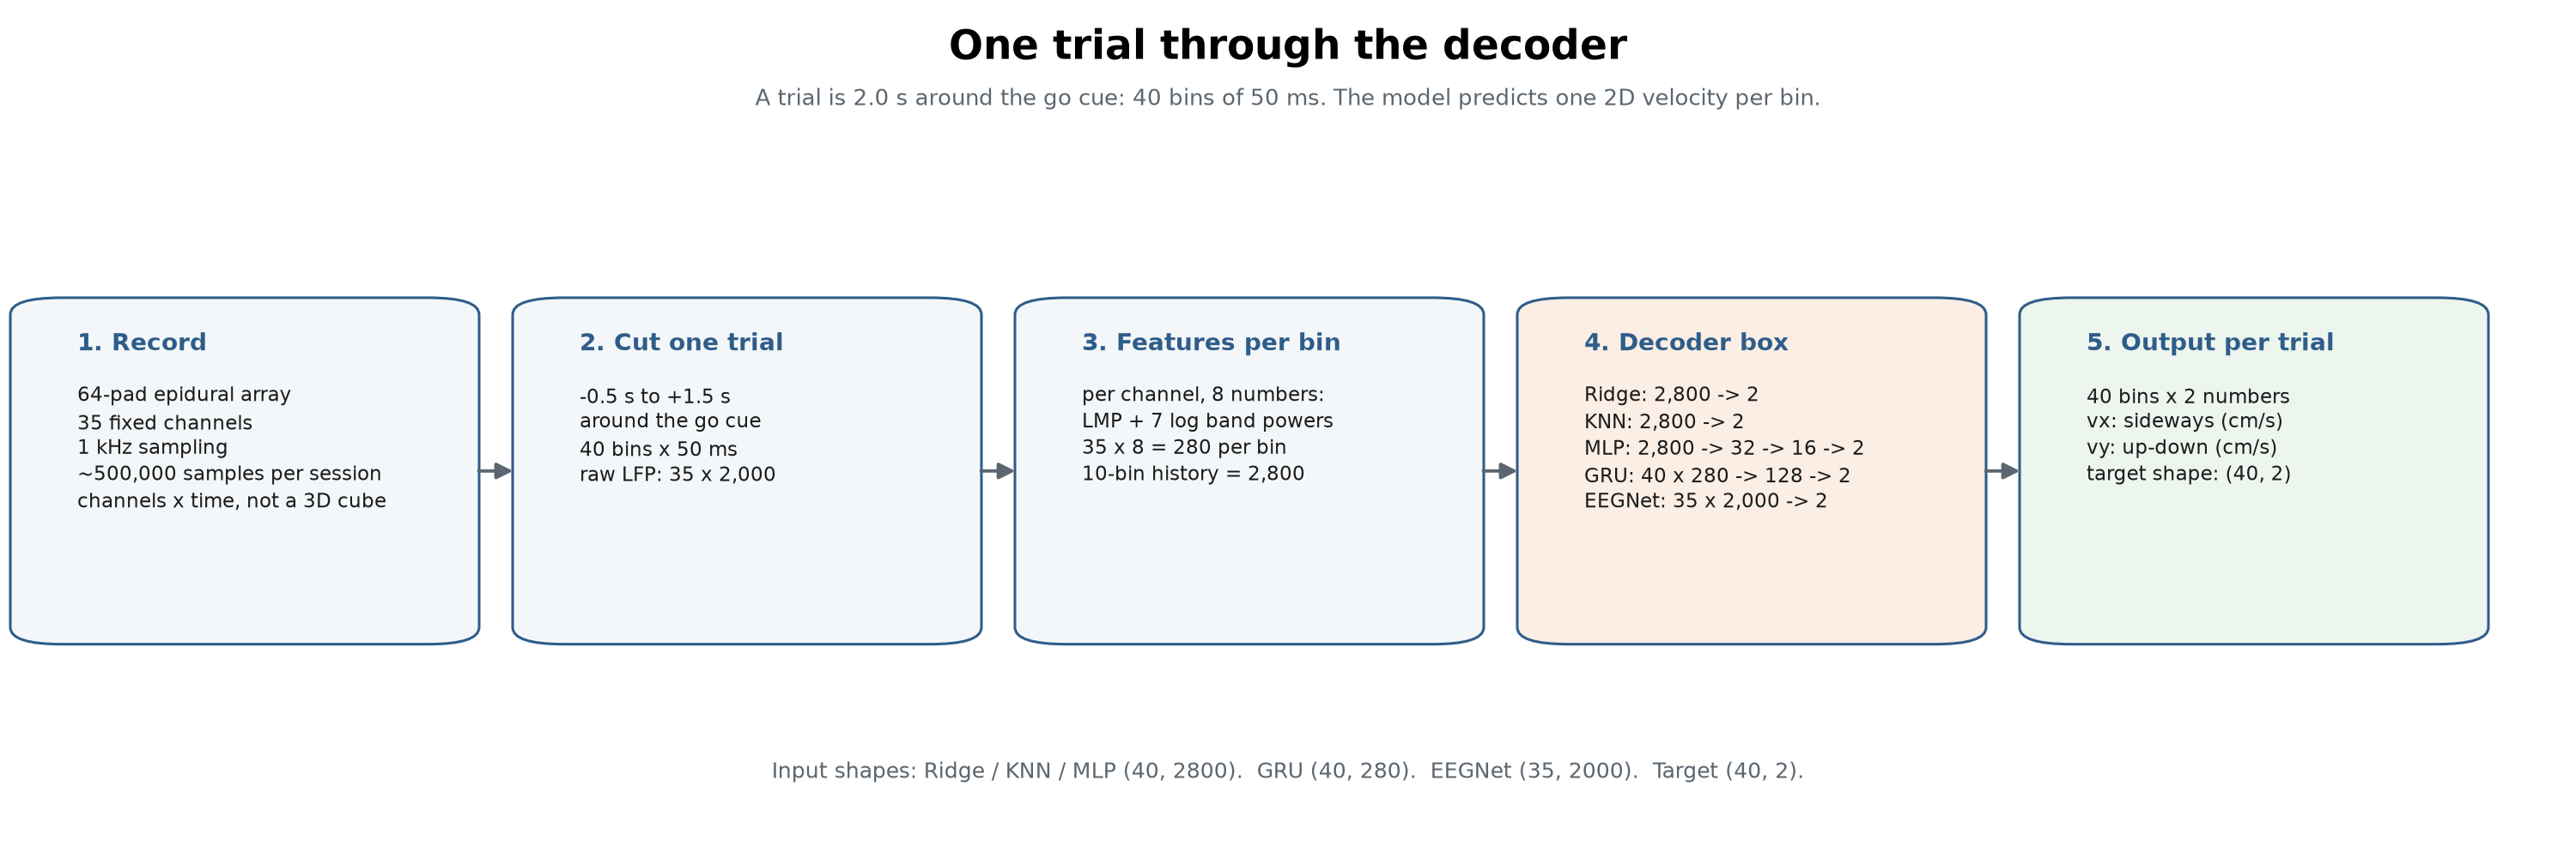 One trial through the decoder
A trial is 2.0 s around the go cue: 40 bins of 50 ms. The model predicts one 2D velocity per bin.
1. Record
64-pad epidural array
35 fixed channels
1 kHz sampling
~500,000 samples per session
channels x time, not a 3D cube
2. Cut one trial
-0.5 s to +1.5 s
around the go cue
40 bins x 50 ms
raw LFP: 35 x 2,000
3. Features per bin
per channel, 8 numbers:
LMP + 7 log band powers
35 x 8 = 280 per bin
10-bin history = 2,800
4. Decoder box
Ridge: 2,800 -> 2
KNN: 2,800 -> 2
MLP: 2,800 -> 32 -> 16 -> 2
GRU: 40 x 280 -> 128 -> 2
EEGNet: 35 x 2,000 -> 2
5. Output per trial
40 bins x 2 numbers
vx: sideways (cm/s)
vy: up-down (cm/s)
target shape: (40, 2)
Input shapes: Ridge / KNN / MLP (40, 2800).  GRU (40, 280).  EEGNet (35, 2000).  Target (40, 2).